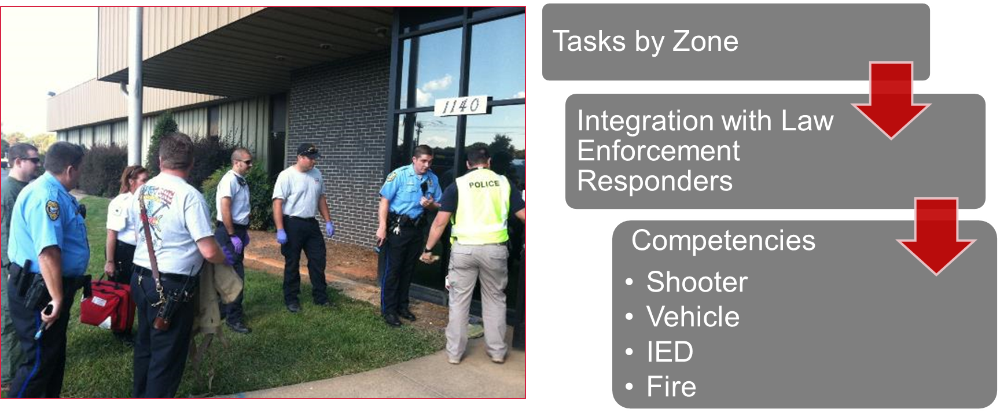 1140
POLICE
Tasks by Zone
Integration with Law
Enforcement
Responders
Competencies
• Shooter
• Vehicle
• IED
• Fire